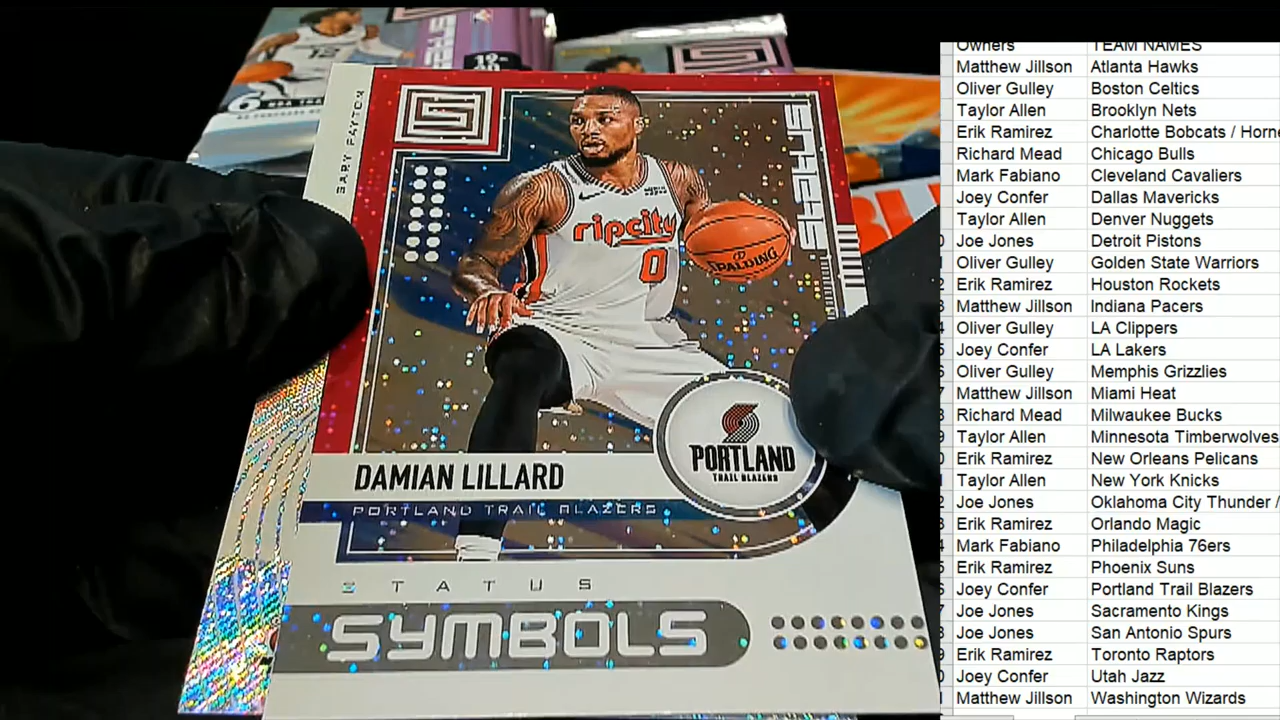 STATUS
GARY PAYTON
STATUS
ripcity
0
SPALDING
DAMIAN LILLARD
PORTLAND TRAIL BLAZERS
PORTLAND
TRAIL BLAZERS
STATUS
SYMBOLS
Owners TEAM NAMES
Matthew Jillson Atlanta Hawks
Oliver Gulley Boston Celtics
Taylor Allen Brooklyn Nets
Erik Ramirez Charlotte Bobcats / Horn
Richard Mead Chicago Bulls
Mark Fabiano Cleveland Cavaliers
Joey Confer Dallas Mavericks
Taylor Allen Denver Nuggets
Joe Jones Detroit Pistons
Oliver Gulley Golden State Warriors
Erik Ramirez Houston Rockets
Matthew Jillson Indiana Pacers
Oliver Gulley LA Clippers
Joey Confer LA Lakers
Oliver Gulley Memphis Grizzlies
Matthew Jillson Miami Heat
Richard Mead Milwaukee Bucks
Taylor Allen Minnesota Timberwolves
Erik Ramirez New Orleans Pelicans
Taylor Allen New York Knicks
Joe Jones Oklahoma City Thunder /
Erik Ramirez Orlando Magic
Mark Fabiano Philadelphia 76ers
Erik Ramirez Phoenix Suns
Joey Confer Portland Trail Blazers
Joe Jones Sacramento Kings
Joe Jones San Antonio Spurs
Erik Ramirez Toronto Raptors
Joey Confer Utah Jazz
Matthew Jillson Washington Wizards